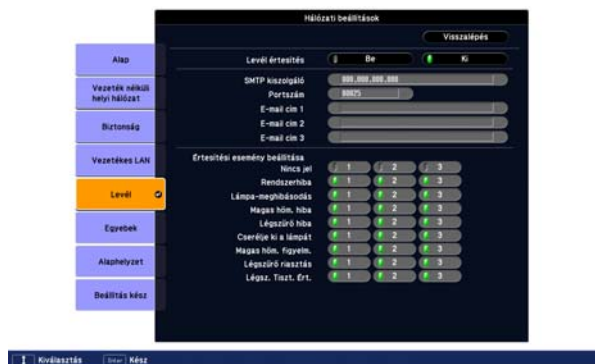 Hálózati beállítások
Visszalépés
Alap
Vezeték nélküli
helyi hálózat
Biztonság
Vezetékes LAN
Levél
Egyebek
Alaphelyzet
Beállítás kész
Levél értesítés Be Ki
SMTP kiszolgáló 000.000.000.000
Portszám 00025
E-mail cím 1
E-mail cím 2
E-mail cím 3
Értesítési esemény beállítása
Nincs jel 1 2 3
Rendszerhiba 1 2 3
Lámpa-meghibásodás 1 2 3
Magas hőm. hiba 1 2 3
Légszűrő hiba 1 2 3
Cserélje ki a lámpát 1 2 3
Magas hőm. figyelm. 1 2 3
Légszűrő riasztás 1 2 3
Légsz. Tiszt. Ért. 1 2 3
Kiválasztás Enter Kész